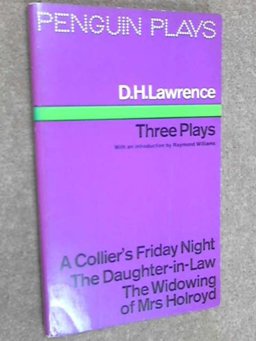 PENGUIN PLAYS
D.H.Lawrence
Three Plays
With an introduction by Raymond Williams
A Collier's Friday Night
The Daughter-in-Law
The Widowing
of Mrs Holroyd